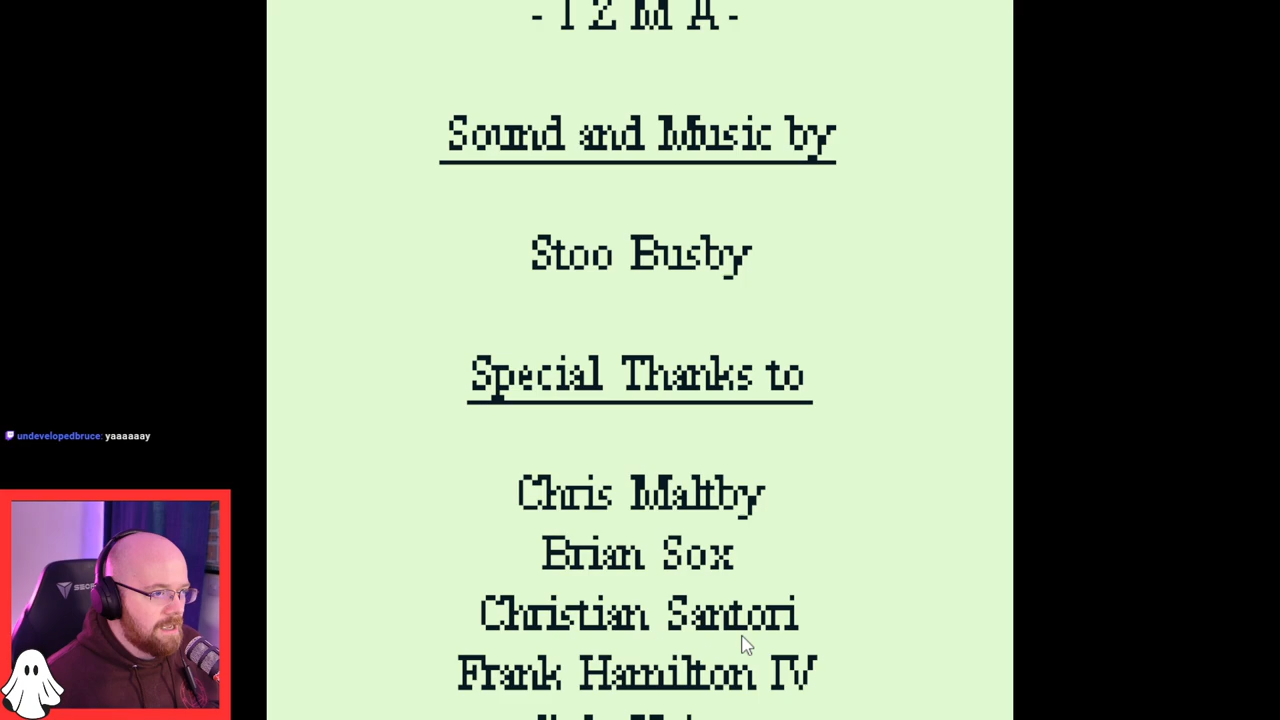 - I Z M A -
Sound and Music by
Stoo Busby
Special Thanks to
Chris Maltby
Brian Sox
Christian Santori
Frank Hamilton IV
undevelopedbruce: yaaaaaay